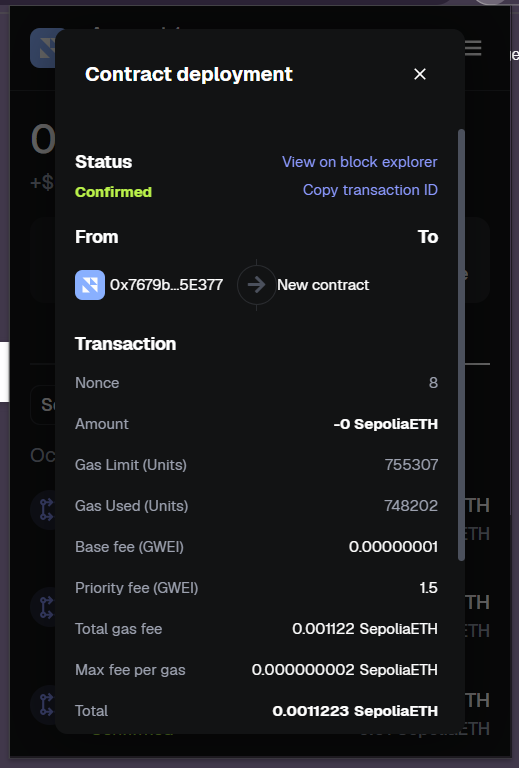 Contract deployment
Status
View on block explorer
Confirmed
Copy transaction ID
From
To
0x7679b...5E377
New contract
Transaction
Nonce
8
Amount
-0 SepoliaETH
Gas Limit (Units)
755307
Gas Used (Units)
748202
Base fee (GWEI)
0.00000001
Priority fee (GWEI)
1.5
Total gas fee
0.001122 SepoliaETH
Max fee per gas
0.000000002 SepoliaETH
Total
0.0011223 SepoliaETH